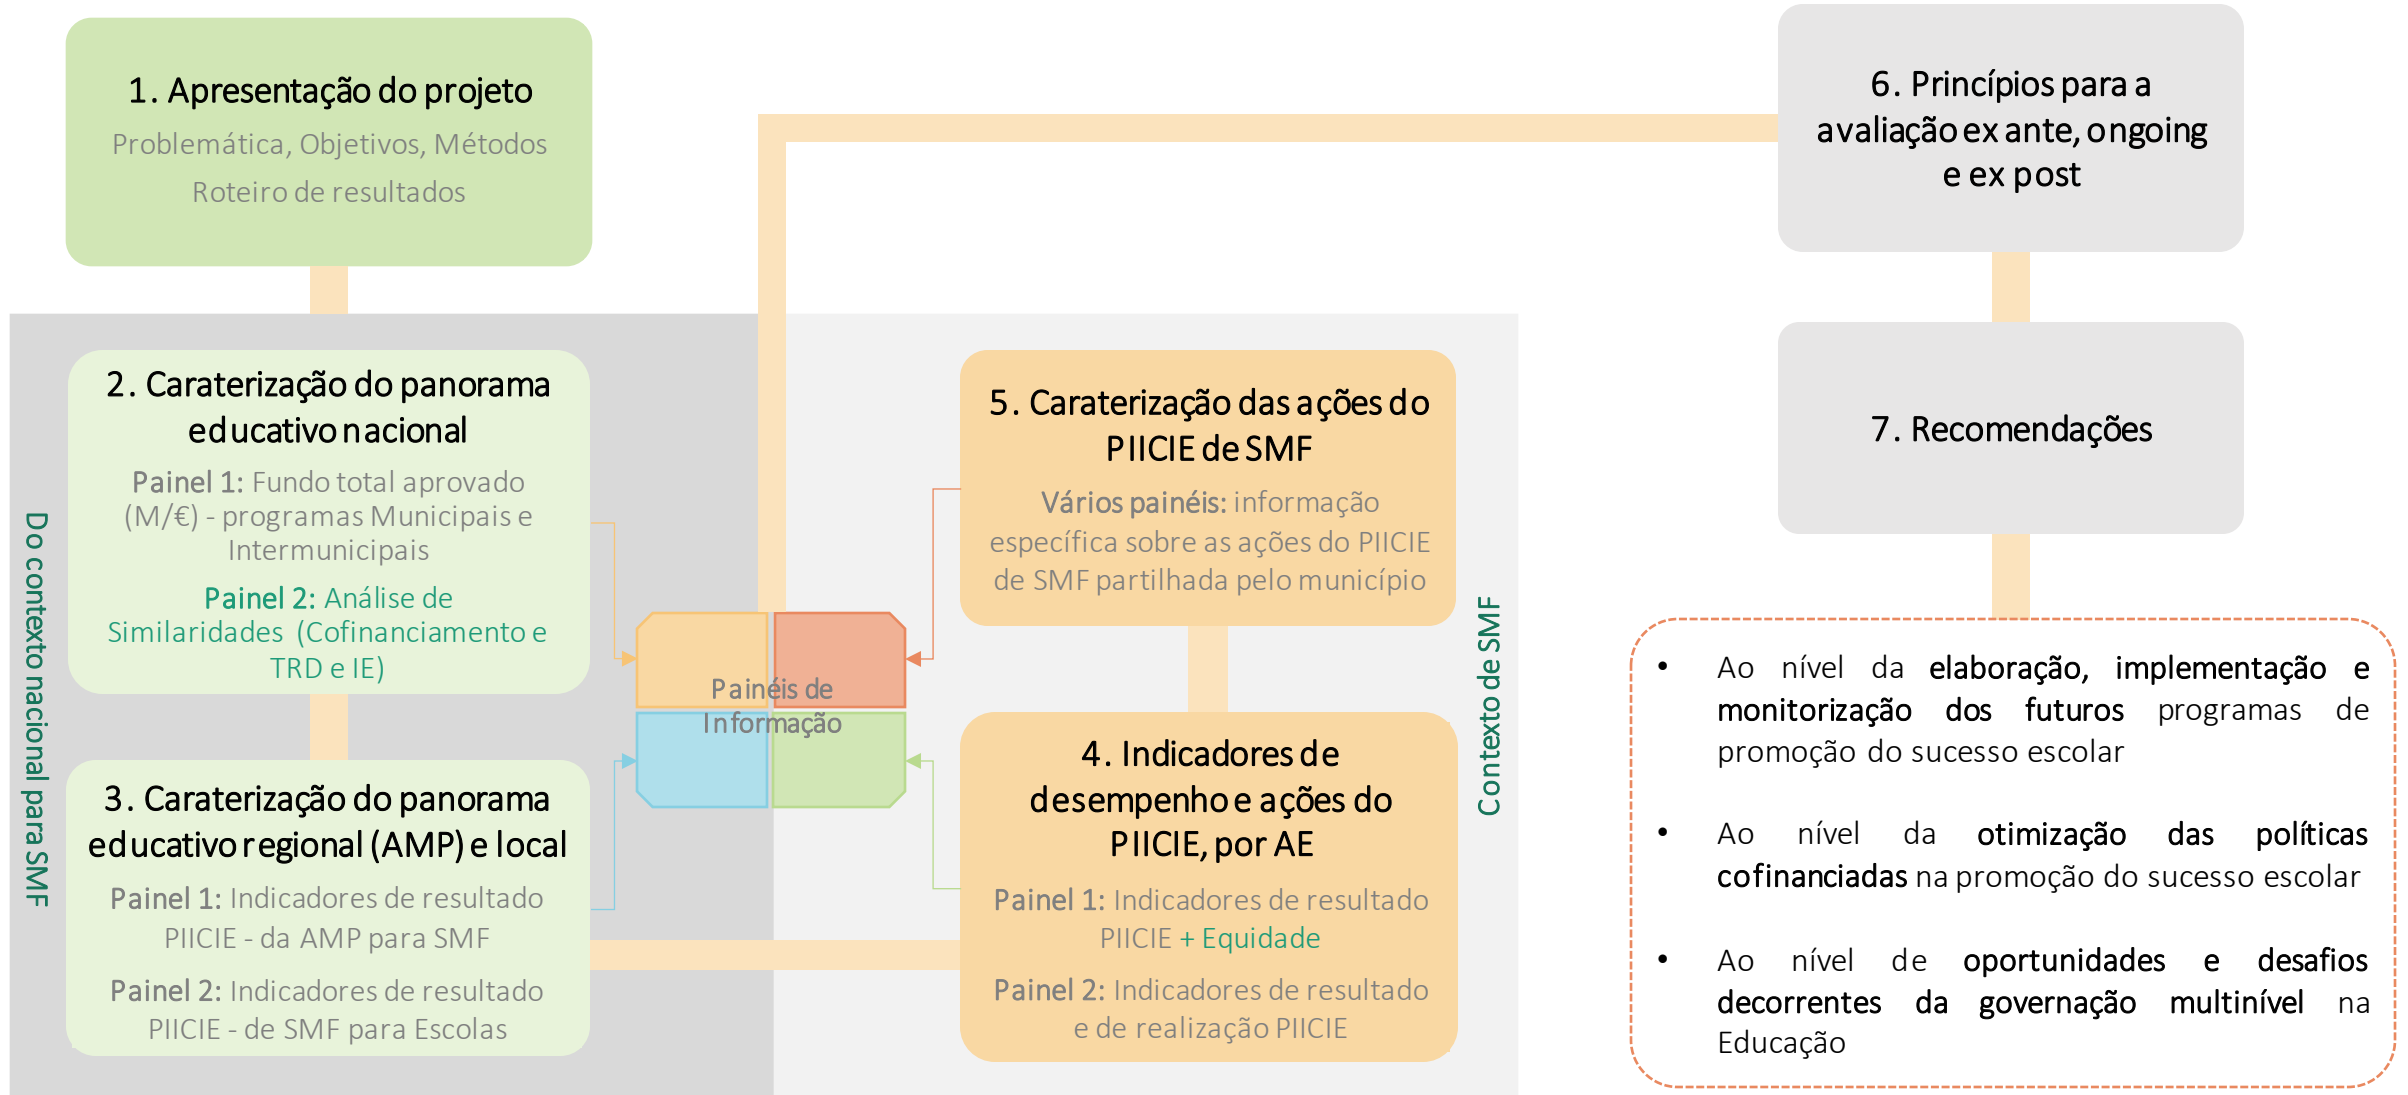 1. Apresentação do projeto
Problemática, Objetivos, Métodos
Roteiro de resultados
Do contexto nacional para SMF
2. Caraterização do panorama
educativo nacional
Painel 1: Fundo total aprovado
(M/€) - programas Municipais e
Intermunicipais
Painel 2: Análise de
Similaridades (Cofinanciamento e
TRD e IE)
3. Caraterização do panorama
educativo regional (AMP) e local
Painel 1: Indicadores de resultado
PIICIE - da AMP para SMF
Painel 2: Indicadores de resultado
PIICIE - de SMF para Escolas
Painéis de
Informação
4. Indicadores de
desempenho e ações do
PIICIE, por AE
Painel 1: Indicadores de resultado
PIICIE + Equidade
Painel 2: Indicadores de resultado
e de realização PIICIE
5. Caraterização das ações do
PIICIE de SMF
Vários painéis: informação
específica sobre as ações do PIICIE
de SMF partilhada pelo município
Contexto de SMF
6. Princípios para a
avaliação ex ante, ongoing
e ex post
7. Recomendações
• Ao nível da elaboração, implementação e
monitorização dos futuros programas de
promoção do sucesso escolar
• Ao nível da otimização das políticas
cofinanciadas na promoção do sucesso escolar
• Ao nível de oportunidades e desafios
decorrentes da governação multinível na
Educação